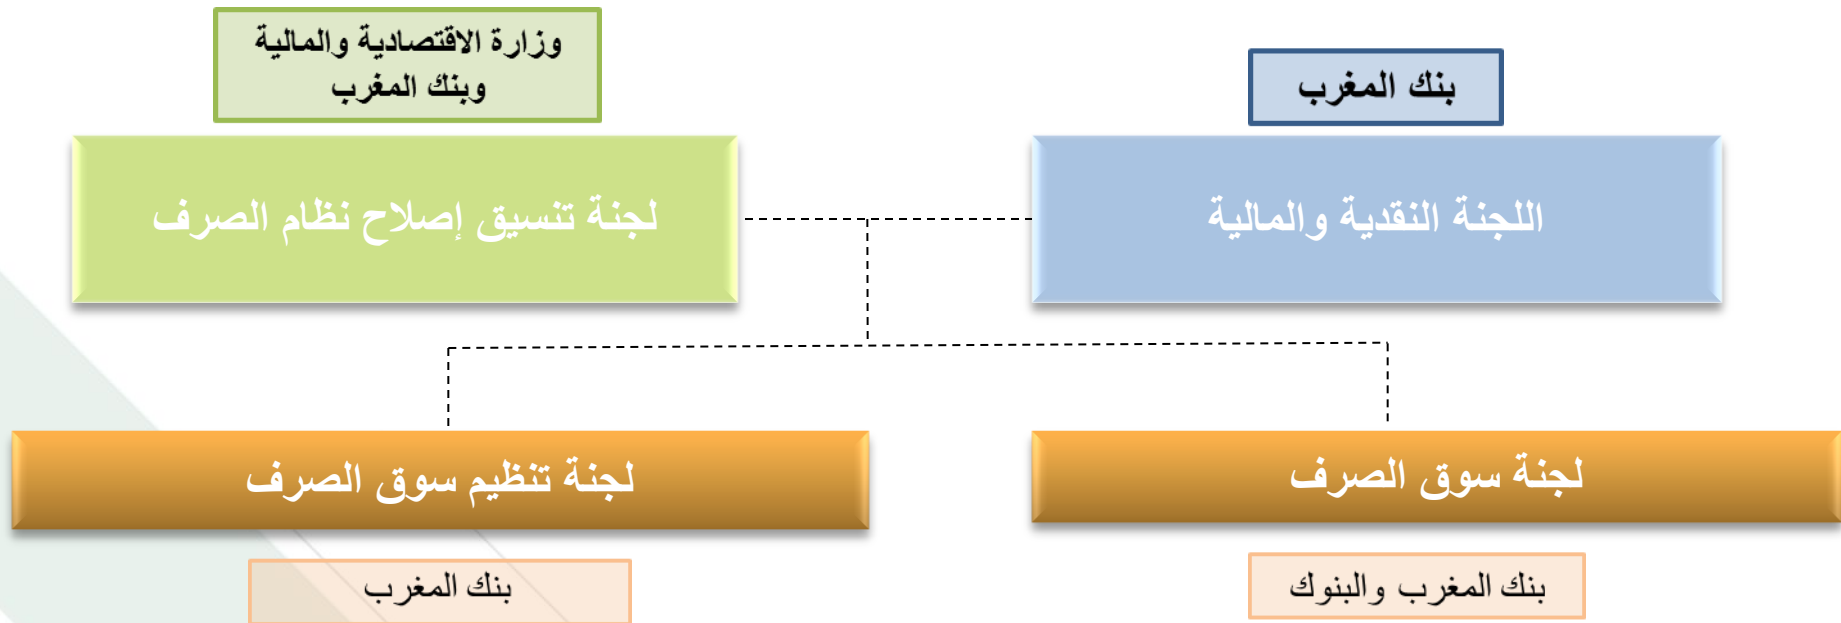 بنك المغرب
وزارة الاقتصادية والمالية
وبنك المغرب
اللجنة النقدية والمالية
لجنة تنسيق إصلاح نظام الصرف
لجنة سوق الصرف
لجنة تنظيم سوق الصرف
بنك المغرب والبنوك
بنك المغرب